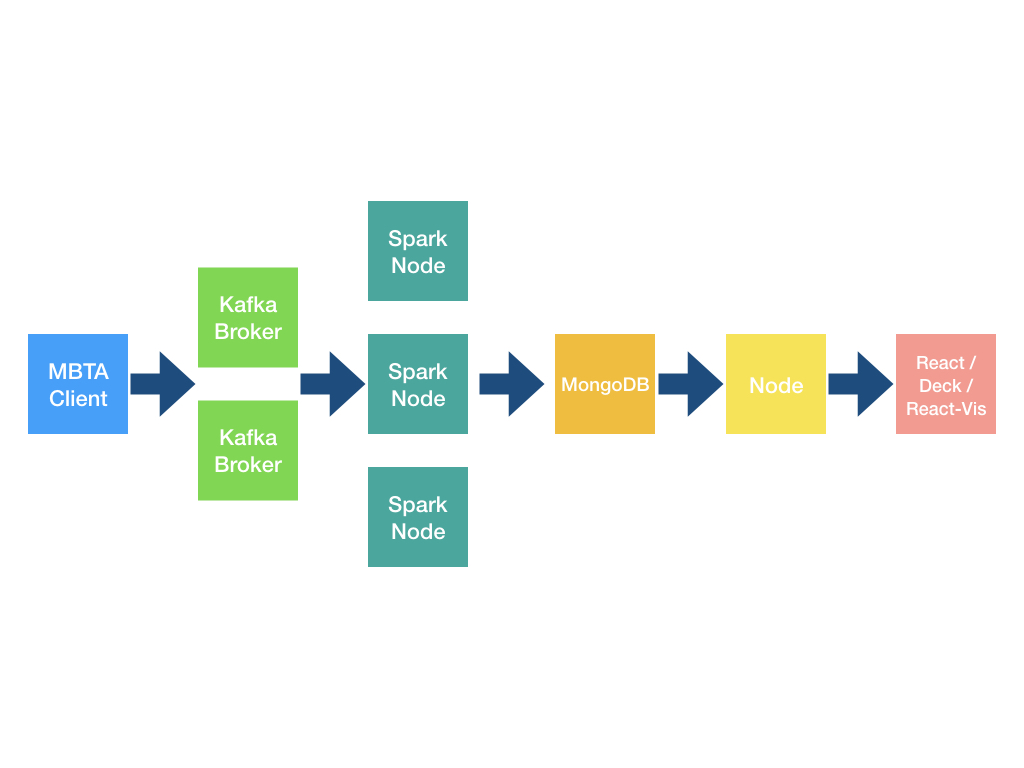 MBTA
Client
Kafka
Broker
Kafka
Broker
Spark
Node
Spark
Node
Spark
Node
MongoDB
Node
React /
Deck /
React-Vis